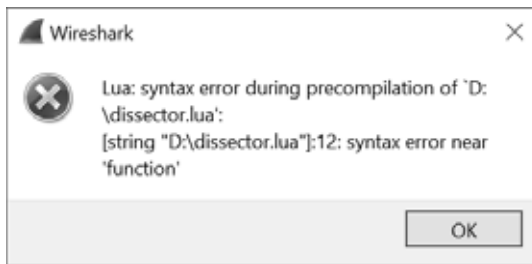 Wireshark
Lua: syntax error during precompilation of `D:
\dissector.lua':
[string "D:\dissector.lua"]:12: syntax error near
'function'
OK